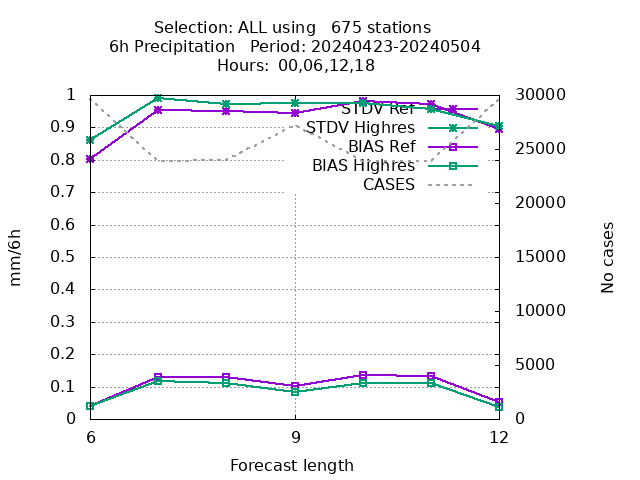 Selection: ALL using   675 stations
6h Precipitation   Period: 20240423-20240504
Hours:  00,06,12,18
STDV Ref
STDV Highres
BIAS Ref
BIAS Highres
CASES
1
0.9
0.8
0.7
0.6
0.5
0.4
0.3
0.2
0.1
0
30000
25000
20000
15000
10000
5000
0
6
9
12
mm/6h
No cases
Forecast length